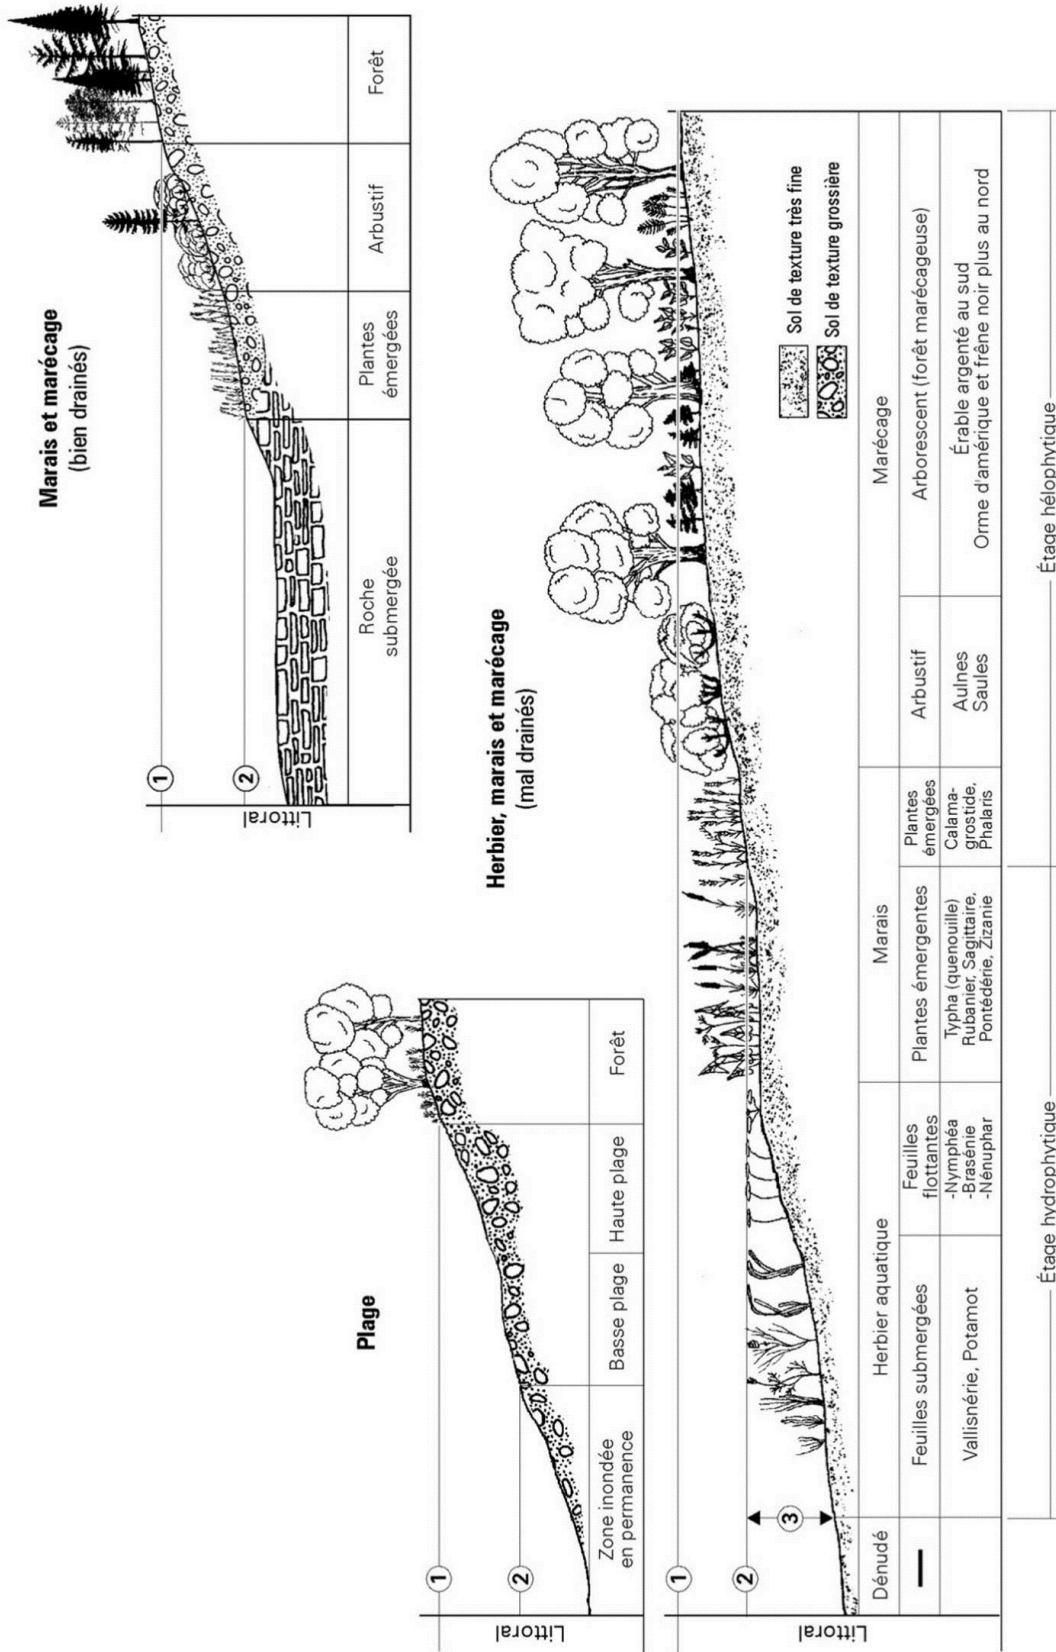 Marais et marécage
(bien drainés)
1
2
Littoral
Roche
submergée
Plantes
émergées
Arbustif
Forêt
Plage
1
2
Littoral
Zone inondée
en permanence
Basse plage
Haute plage
Forêt
Herbier, marais et marécage
(mal drainés)
1
2
3
Littoral
Sol de texture très fine
Sol de texture grossière
Dénudé
Herbier aquatique
Marais
Marécage
Feuilles submergées
Feuilles
flottantes
Plantes émergentes
Plantes
émergées
Arbustif
Arborescent (forêt marécageuse)
Vallisnérie, Potamot
-Nymphéa
-Brasénie
-Nénuphar
Typha (quenouille)
Rubanier, Sagittaire,
Pontédérie, Zizanie
Calama-
grostide,
Phalaris
Aulnes
Saules
Érable argenté au sud
Orme d'amérique et frêne noir plus au nord
Étage hydrophytique
Étage hélophytique